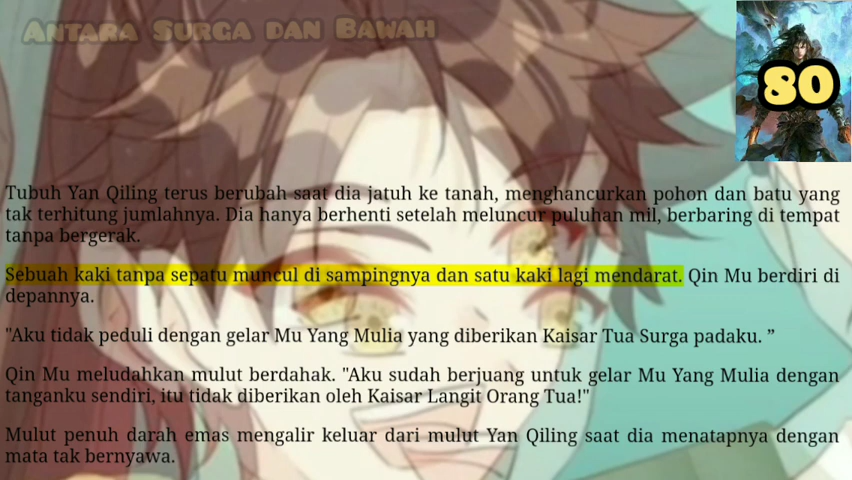 Antara Surga dan Bawah
80
Tubuh Yan Qiling terus berubah saat dia jatuh ke tanah, menghancurkan pohon dan batu yang
tak terhitung jumlahnya. Dia hanya berhenti setelah meluncur puluhan mil, berbaring di tempat
tanpa bergerak.
Sebuah kaki tanpa sepatu muncul di sampingnya dan satu kaki lagi mendarat. Qin Mu berdiri di
depannya.
"Aku tidak peduli dengan gelar Mu Yang Mulia yang diberikan Kaisar Tua Surga padaku. ”
Qin Mu meludahkan mulut berdahak. "Aku sudah berjuang untuk gelar Mu Yang Mulia dengan
tanganku sendiri, itu tidak diberikan oleh Kaisar Langit Orang Tua!"
Mulut penuh darah emas mengalir keluar dari mulut Yan Qiling saat dia menatapnya dengan
mata tak bernyawa.